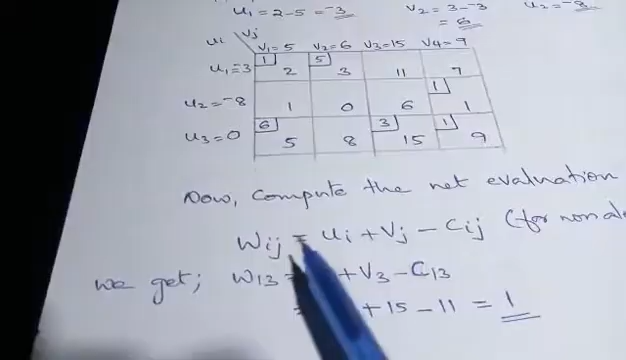 u₁ = 2-5 = -3 V₂ = 3--3 u₂ = -8
= 6
ui Vj V₁=5 V₂=6 V₃=15 V₄=9
u₁=-3 1 2 5 3 11 7
u₂=-8 1 0 6 1 1
u₃=0 6 5 8 3 15 1 9
Now, compute the net evaluation
Wij = ui + Vj - Cij (for non
we get; W13 = + V3 - C13
= + 15 - 11 = 1